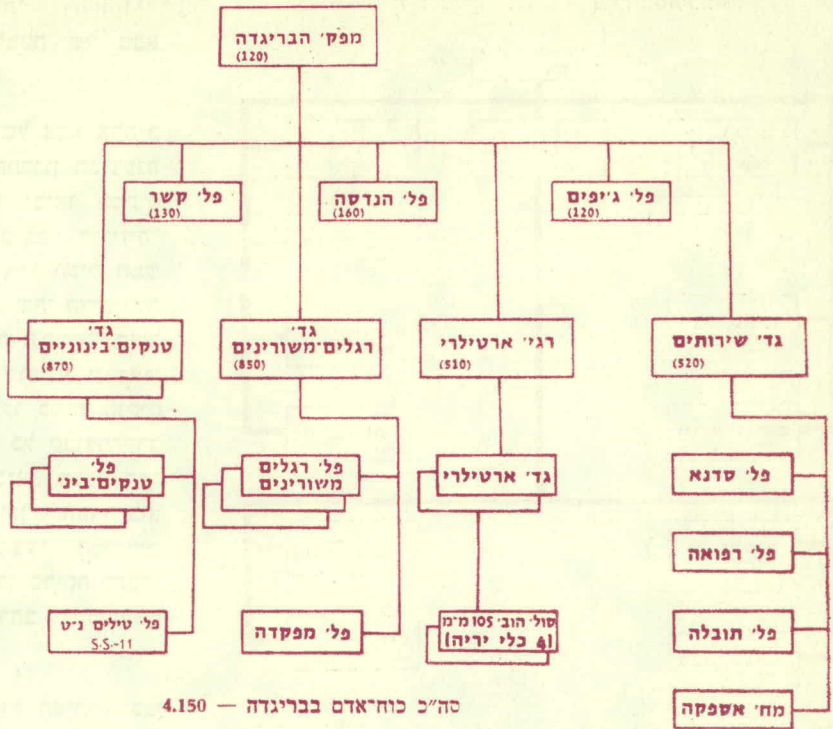 מפק׳ הבריגדה
(120)
פל׳ קשר
(130)
פל׳ הנדסה
(160)
פל׳ ג׳יפים
(120)
גד׳
טנקים־בינוניים
(870)
גד׳
רגלים־משורינים
(850)
רגי׳ ארטילרי
(510)
גד׳ שירותים
(520)
פל׳
טנקים־בינ׳
פל׳ רגלים
משורינים
גד׳ ארטילרי
פל׳ סדנא
פל׳ רפואה
פל׳ טילים נ־ט
S.S-11
פל׳ מפקדה
סול׳ הוב׳ 105 מ־מ
(4 כלי יריה)
פל׳ תובלה
מח׳ אספקה
סה״כ כוח־אדם בבריגדה — 4.150